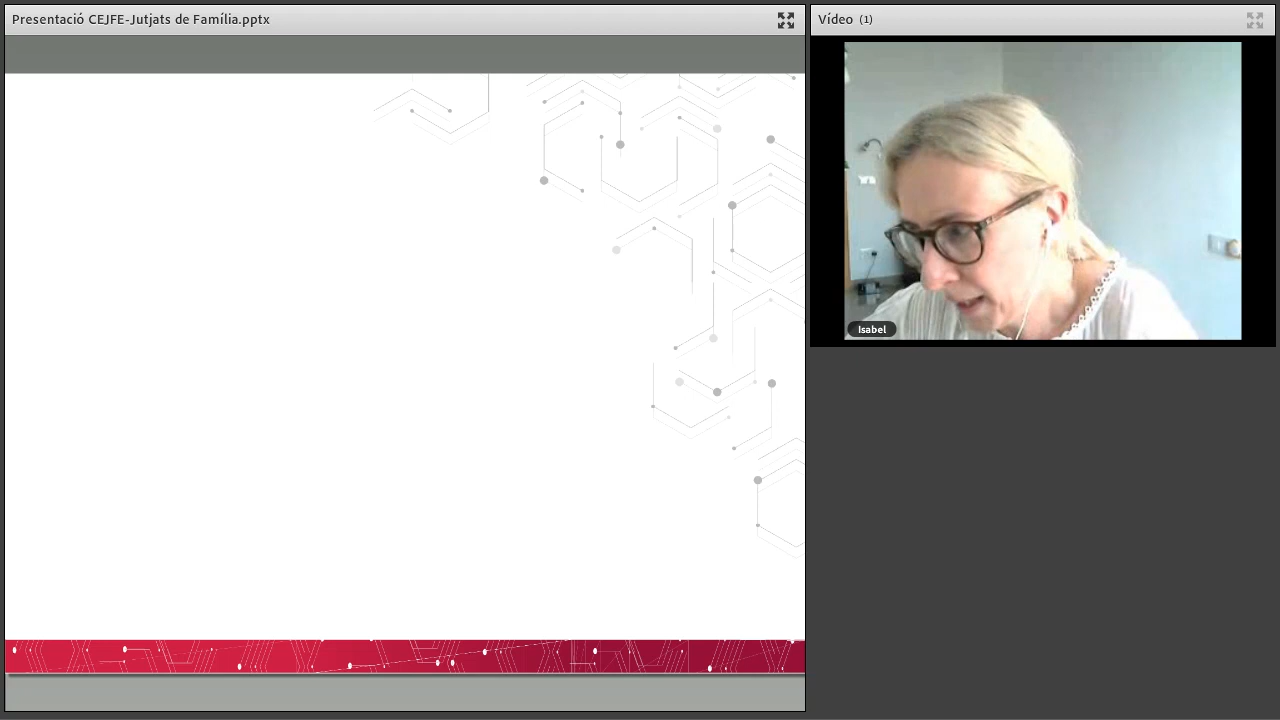 Presentació CEJFE-Jutjats de Família.pptx
Vídeo (1)
Isabel